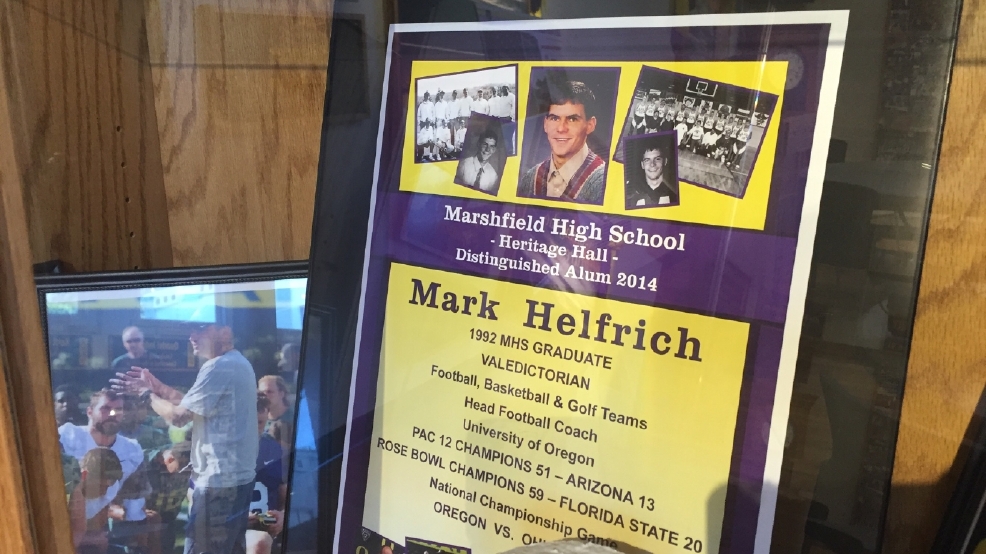 Marshfield High School
- Heritage Hall -
Distinguished Alum 2014
Mark Helfrich
1992 MHS GRADUATE
VALEDICTORIAN
Football, Basketball & Golf Teams
Head Football Coach
University of Oregon
PAC 12 CHAMPIONS 51 – ARIZONA 13
ROSE BOWL CHAMPIONS 59 – FLORIDA STATE 20
National Championship Game
OREGON VS.